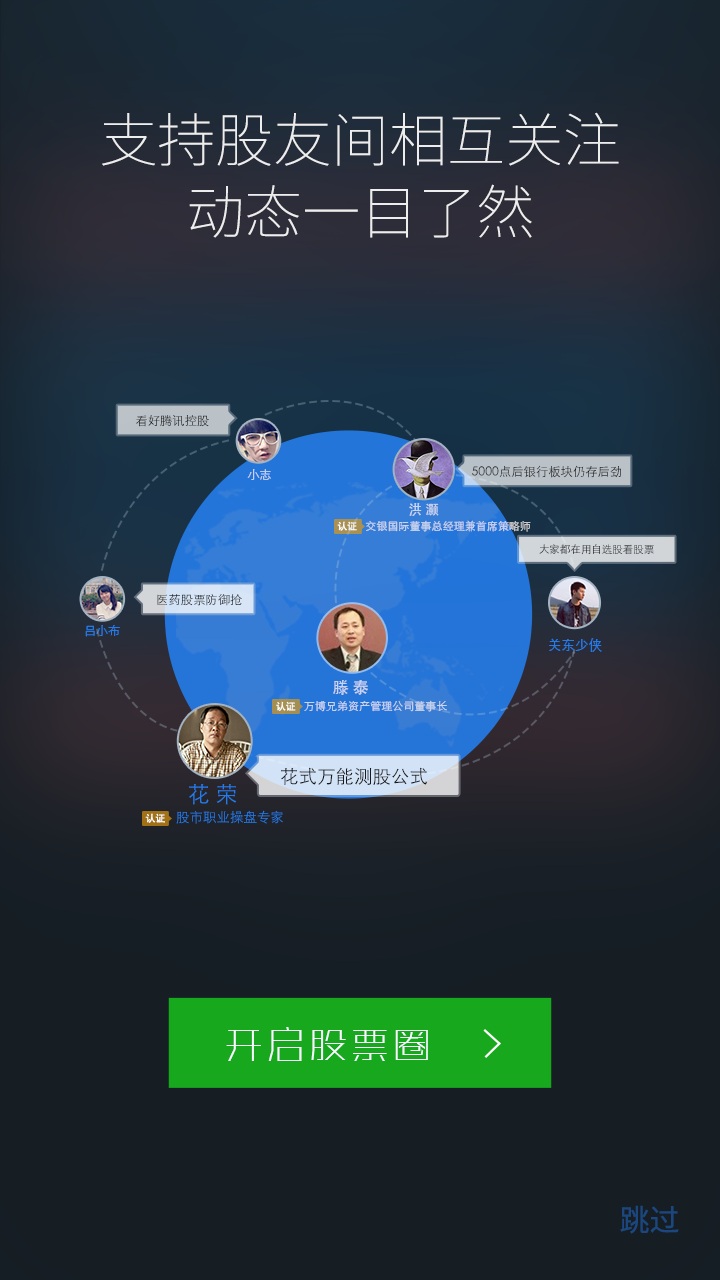 支持股友间相互关注
动态一目了然
看好腾讯控股
小志
5000点后银行板块仍存后劲
洪灏
认证 交银国际董事总经理兼首席策略师
大家都在用自选股看股票
医药股票防御抢
吕小布
关东少侠
滕泰
认证 万博兄弟资产管理公司董事长
花式万能测股公式
花荣
认证 股市职业操盘专家
开启股票圈
跳过